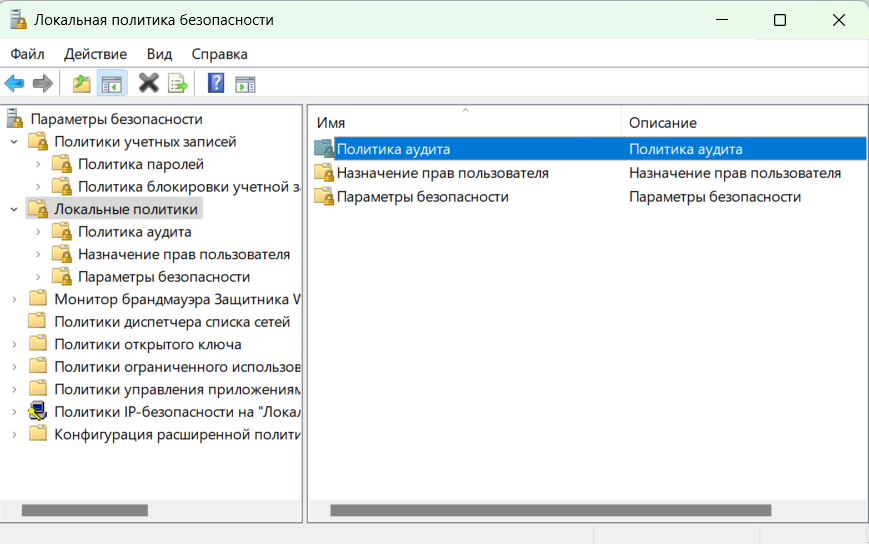 Локальная политика безопасности
Файл Действие Вид Справка
Параметры безопасности
Политики учетных записей
Политика паролей
Политика блокировки учетной з
Локальные политики
Политика аудита
Назначение прав пользователя
Параметры безопасности
Монитор брандмауэра Защитника W
Политики диспетчера списка сетей
Политики открытого ключа
Политики ограниченного использов
Политики управления приложениям
Политики IP-безопасности на "Локал
Конфигурация расширенной полити
Имя Описание
Политика аудита Политика аудита
Назначение прав пользователя Назначение прав пользователя
Параметры безопасности Параметры безопасности